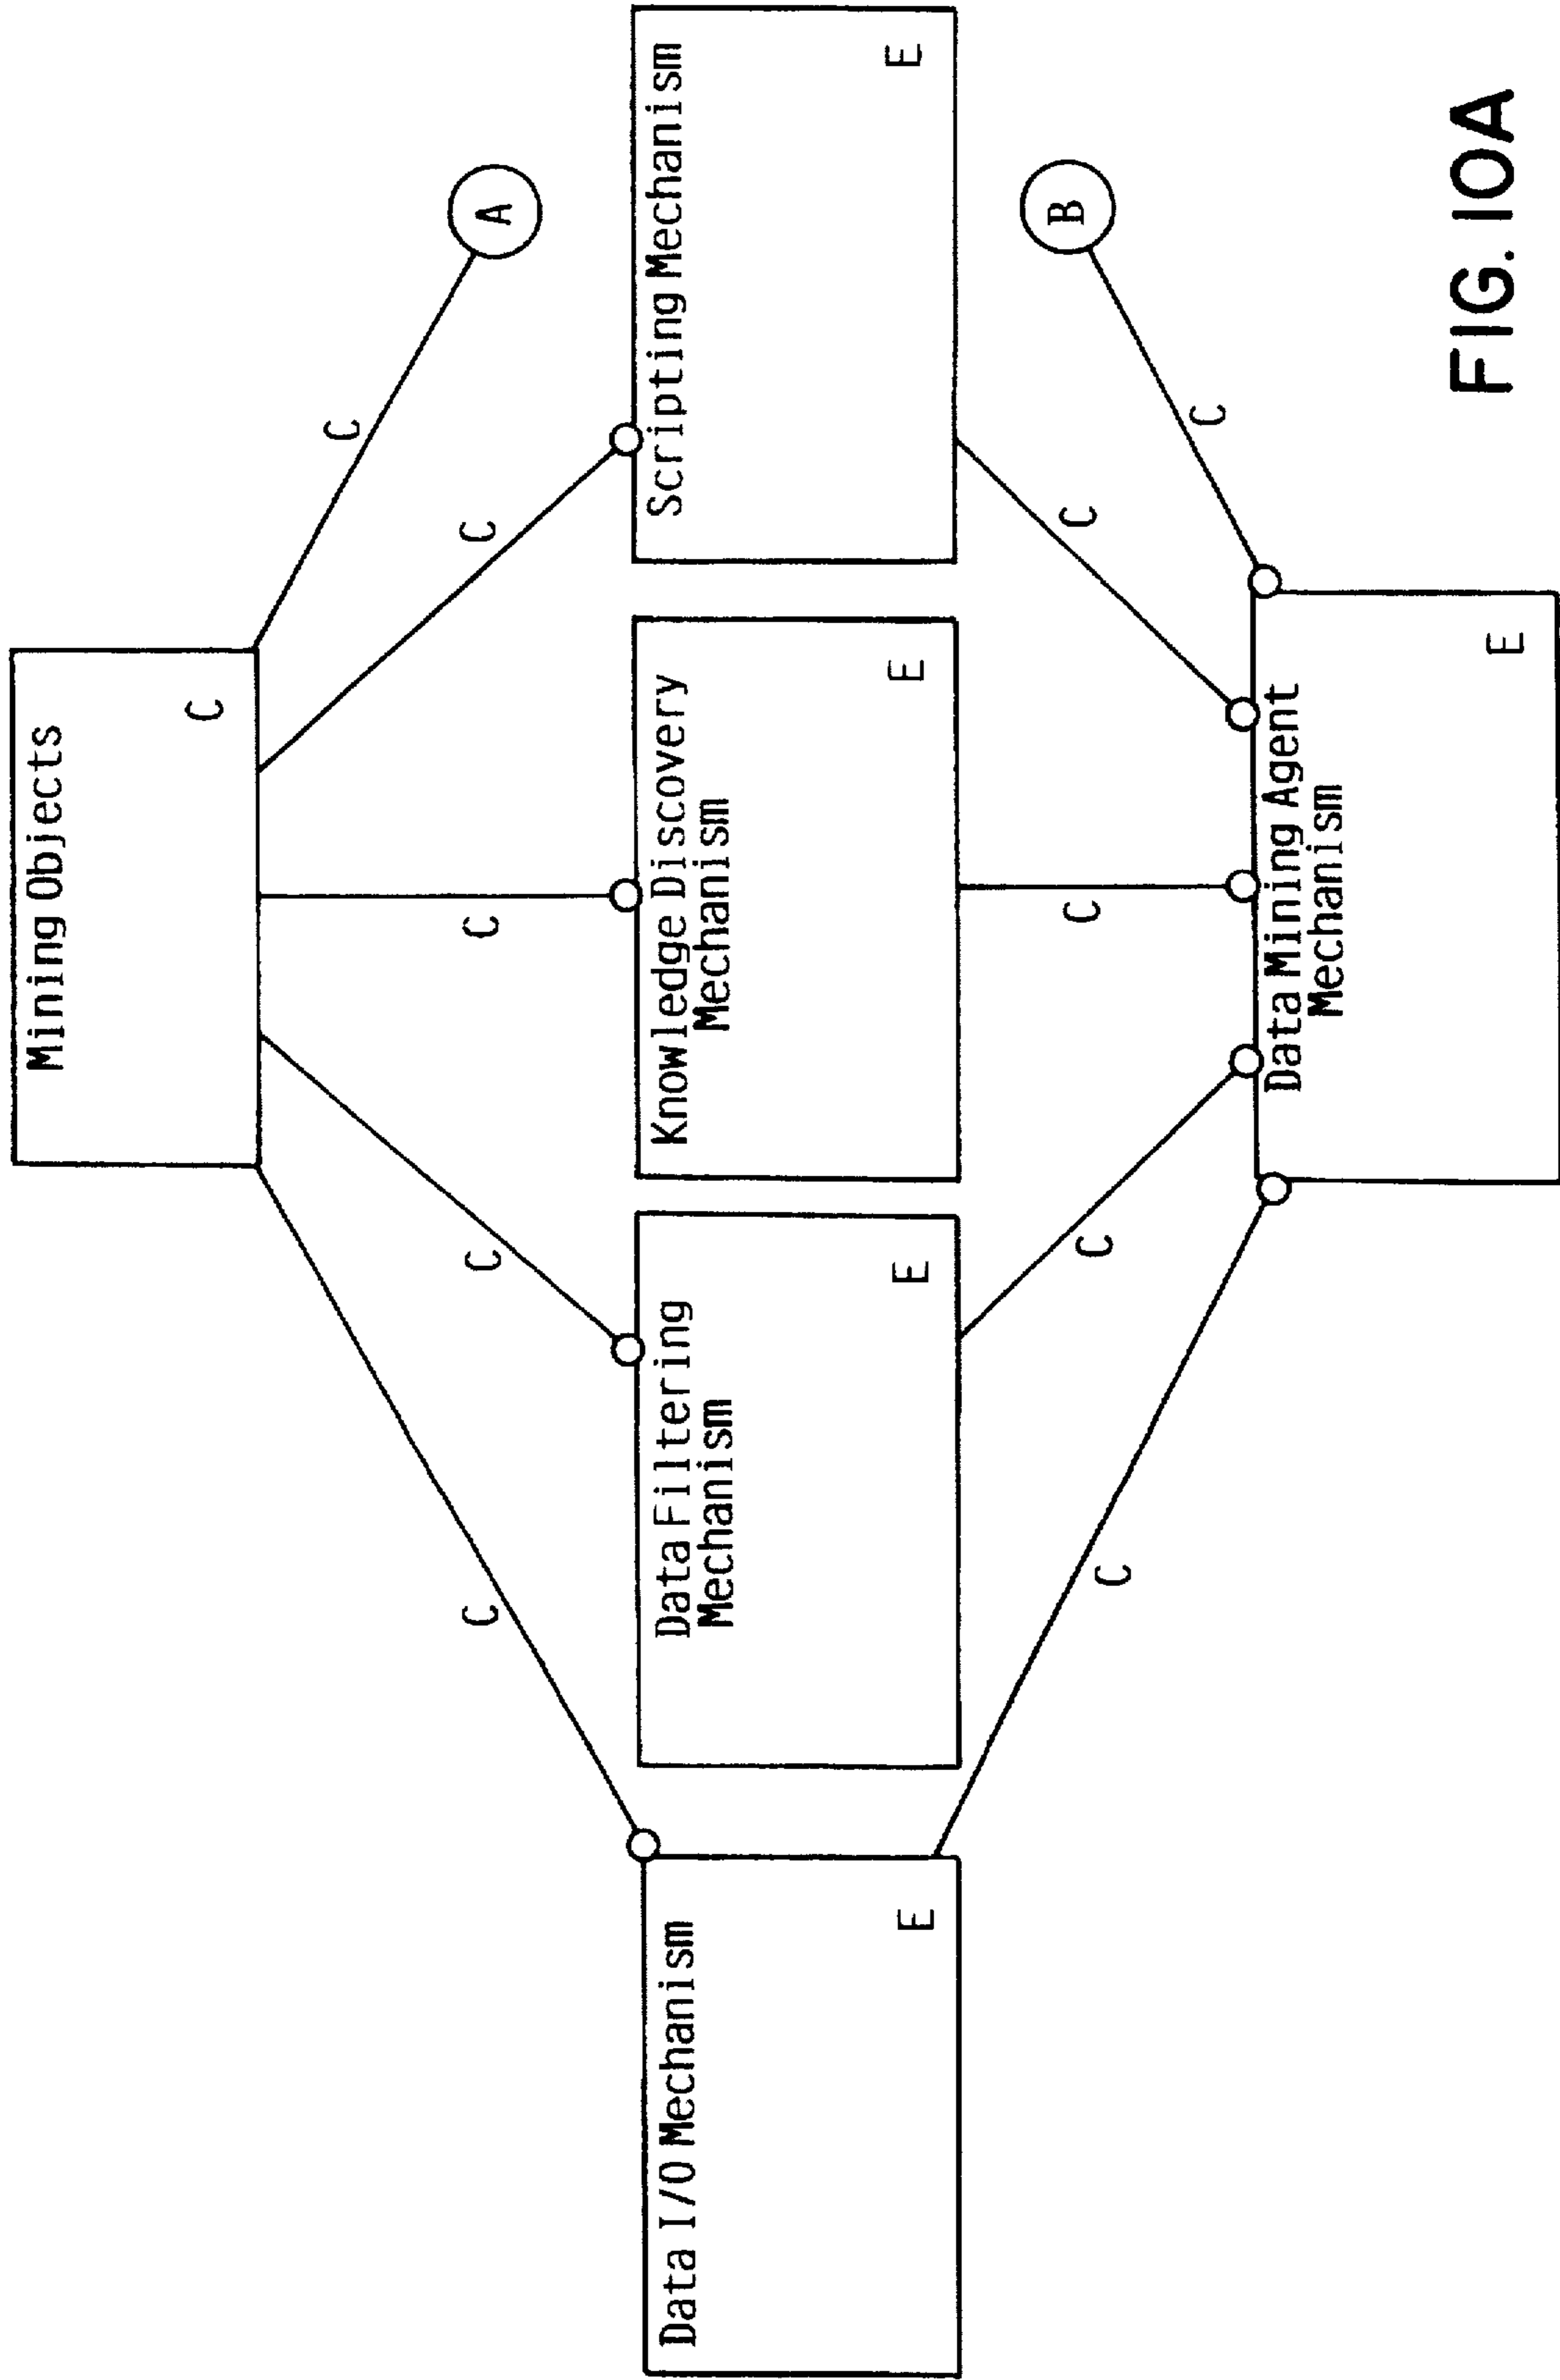 Mining Objects
C
C
C
C
C
C
A
Data I/O Mechanism
E
Data Filtering
Mechanism
E
Knowledge Discovery
Mechanism
E
Scripting Mechanism
E
C
C
C
C
C
B
Data Mining Agent
Mechanism
E
FIG. 10A